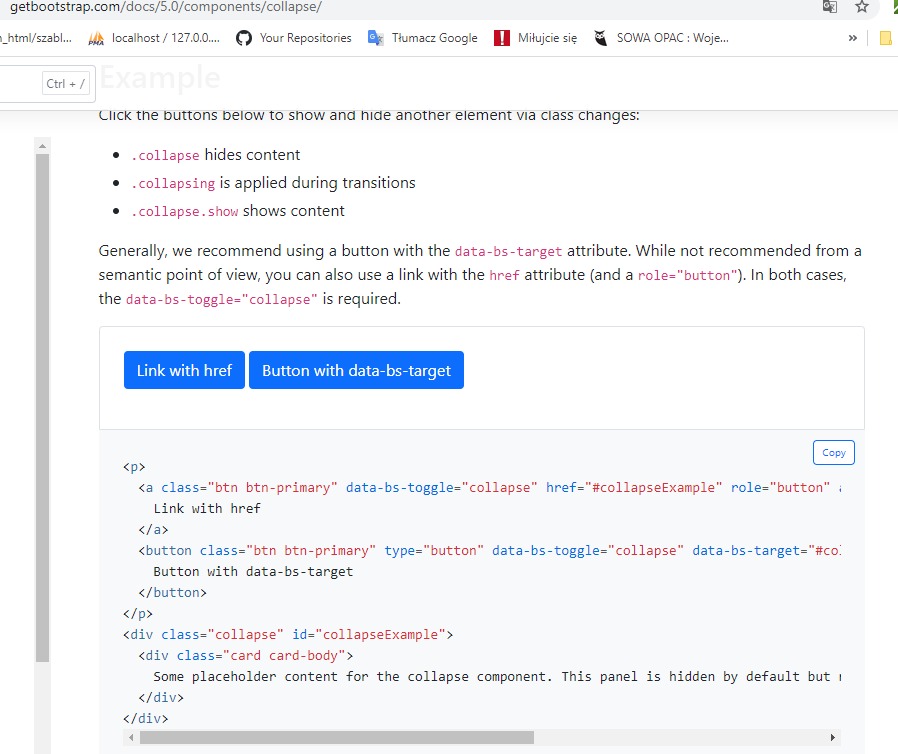 getbootstrap.com/docs/5.0/components/collapse/
n_html/szabl... localhost / 127.0.0.... Your Repositories Tłumacz Google Miłujcie się SOWA OPAC : Woje... »
Ctrl + / Example
Click the buttons below to show and hide another element via class changes:
.collapse hides content
.collapsing is applied during transitions
.collapse.show shows content
Generally, we recommend using a button with the data-bs-target attribute. While not recommended from a
semantic point of view, you can also use a link with the href attribute (and a role="button"). In both cases,
the data-bs-toggle="collapse" is required.
Link with href Button with data-bs-target
Copy
<p>
<a class="btn btn-primary" data-bs-toggle="collapse" href="#collapseExample" role="button"
Link with href
</a>
<button class="btn btn-primary" type="button" data-bs-toggle="collapse" data-bs-target="#col
Button with data-bs-target
</button>
</p>
<div class="collapse" id="collapseExample">
<div class="card card-body">
Some placeholder content for the collapse component. This panel is hidden by default but
</div>
</div>